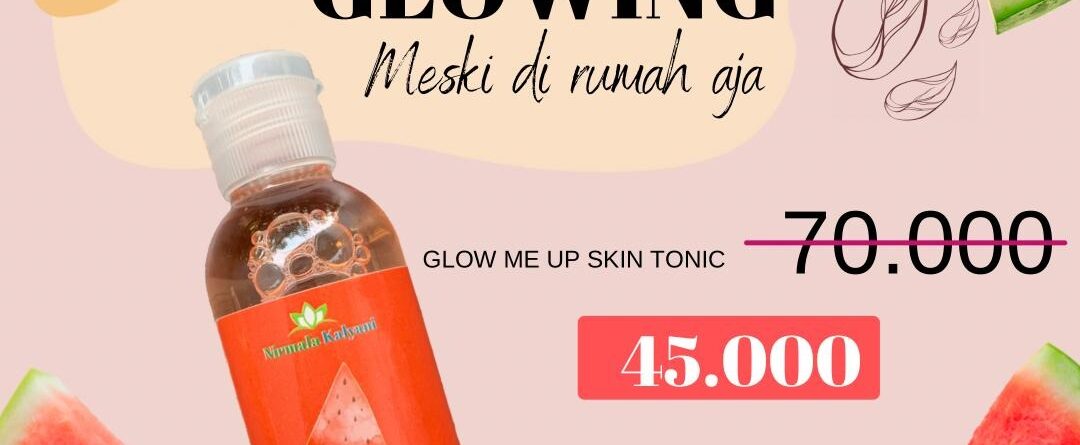 GLOWING
Meski di rumah aja
GLOW ME UP SKIN TONIC
70.000
45.000
Nirmala Kalyani